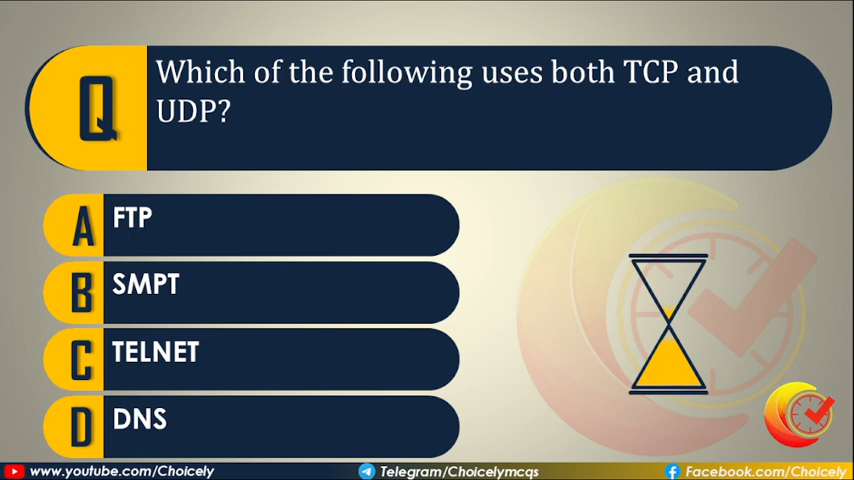 Q
Which of the following uses both TCP and
UDP?
A FTP
B SMPT
C TELNET
D DNS
www.youtube.com/Choicely Telegram/Choicelymcqs Facebook.com/Choicely